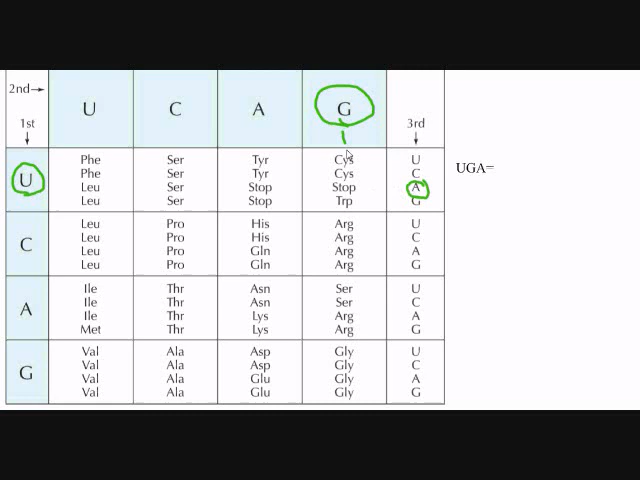 2nd→ U C A G
1st 3rd
Phe Ser Tyr Cys U
U Phe Ser Tyr Cys C UGA=
Leu Ser Stop Stop A
Leu Ser Stop Trp G
Leu Pro His Arg U
C Leu Pro His Arg C
Leu Pro Gln Arg A
Leu Pro Gln Arg G
Ile Thr Asn Ser U
A Ile Thr Asn Ser C
Ile Thr Lys Arg A
Met Thr Lys Arg G
Val Ala Asp Gly U
G Val Ala Asp Gly C
Val Ala Glu Gly A
Val Ala Glu Gly G